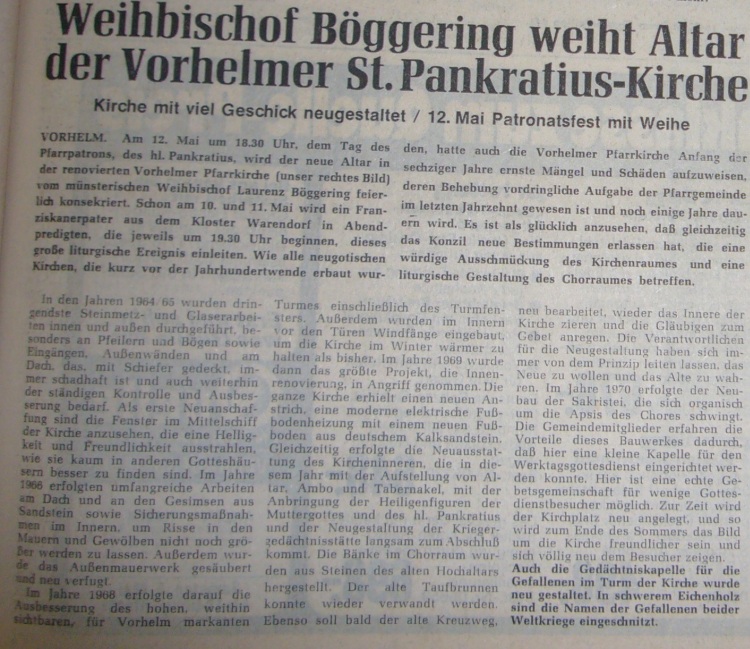 Weihbischof Böggering weiht Altar
der Vorhelmer St. Pankratius-Kirche
Kirche mit viel Geschick neugestaltet / 12. Mai Patronatsfest mit Weihe
VORHELM. Am 12. Mai um 18.30 Uhr, dem Tag des
Pfarrpatrons, des hl. Pankratius, wird der neue Altar in
der renovierten Vorhelmer Pfarrkirche (unser rechtes Bild)
vom münsterischen Weihbischof Laurenz Böggering feier-
lich konsekriert. Schon am 10. und 11. Mai wird ein Fran-
ziskanerpater aus dem Kloster Warendorf in Abend-
predigten, die jeweils um 19.30 Uhr beginnen, dieses
große liturgische Ereignis einleiten. Wie alle neugotischen
Kirchen, die kurz vor der Jahrhundertwende erbaut wur-
den, hatte auch die Vorhelmer Pfarrkirche Anfang der
sechziger Jahre ernste Mängel und Schäden aufzuweisen,
deren Behebung vordringliche Aufgabe der Pfarrgemeinde
im letzten Jahrzehnt gewesen ist und noch einige Jahre dau-
ern wird. Es ist als glücklich anzusehen, daß gleichzeitig
das Konzil neue Bestimmungen erlassen hat, die eine
würdige Ausschmückung des Kirchenraumes und eine
liturgische Gestaltung des Chorraumes betreffen.
In den Jahren 1964/65 wurden drin-
gendste Steinmetz- und Glaserarbei-
ten innen und außen durchgeführt, be-
sonders an Pfeilern und Bögen sowie
Eingängen, Außenwänden und am
Dach, das, mit Schiefer gedeckt, im-
mer schadhaft ist und auch weiterhin
der ständigen Kontrolle und Ausbes-
serung bedarf. Als erste Neuanschaf-
fung sind die Fenster im Mittelschiff
der Kirche anzusehen, die eine Hellig-
keit und Freundlichkeit ausstrahlen,
wie sie kaum in anderen Gotteshäu-
sern besser zu finden sind. Im Jahre
1966 erfolgten umfangreiche Arbeiten
am Dach und an den Gesimsen aus
Sandstein sowie Sicherungsmaßnah-
men im Innern, um Risse in den
Mauern und Gewölben nicht noch grö-
ßer werden zu lassen. Außerdem wur-
de das Außenmauerwerk gesäubert
und neu verfugt.
Im Jahre 1968 erfolgte darauf die
Ausbesserung des hohen, weithin
sichtbaren, für Vorhelm markanten
Turmes einschließlich des Turmfen-
sters. Außerdem wurden im Innern
vor den Türen Windfänge eingebaut,
um die Kirche im Winter wärmer zu
halten als bisher. Im Jahre 1969 wurde
dann das größte Projekt, die Innen-
renovierung, in Angriff genommen. Die
ganze Kirche erhielt einen neuen An-
strich, eine moderne elektrische Fuß-
bodenheizung mit einem neuen Fuß-
boden aus deutschem Kalksandstein.
Gleichzeitig erfolgte die Neuausstat-
tung des Kircheninneren, die in die-
sem Jahr mit der Aufstellung von Al-
tar, Ambo und Tabernakel, mit der
Anbringung der Heiligenfiguren der
Muttergottes und des hl. Pankratius
und der Neugestaltung der Krieger-
gedächtnisstätte langsam zum Abschluß
kommt. Die Bänke im Chorraum wur-
den aus Steinen des alten Hochaltars
hergestellt. Der alte Taufbrunnen
konnte wieder verwandt werden.
Ebenso soll bald der alte Kreuzweg,
neu bearbeitet, wieder das Innere der
Kirche zieren und die Gläubigen zum
Gebet anregen. Die Verantwortlichen
für die Neugestaltung haben sich im-
mer von dem Prinzip leiten lassen, das
Neue zu wollen und das Alte zu wah-
ren. Im Jahre 1970 erfolgte der Neu-
bau der Sakristei, die sich organisch
um die Apsis des Chores schwingt.
Die Gemeindemitglieder erfahren die
Vorteile dieses Bauwerkes dadurch,
daß hier eine kleine Kapelle für den
Werktagsgottesdienst eingerichtet wer-
den konnte. Hier ist eine echte Ge-
betsgemeinschaft für wenige Gottes-
dienstbesucher möglich. Zur Zeit wird
der Kirchplatz neu angelegt, und so
wird zum Ende des Sommers das Bild
um die Kirche freundlicher sein und
sich völlig neu dem Besucher zeigen.
Auch die Gedächtniskapelle für die
Gefallenen im Turm der Kirche wurde
neu gestaltet. In schwerem Eichenholz
sind die Namen der Gefallenen beider
Weltkriege eingeschnitzt.